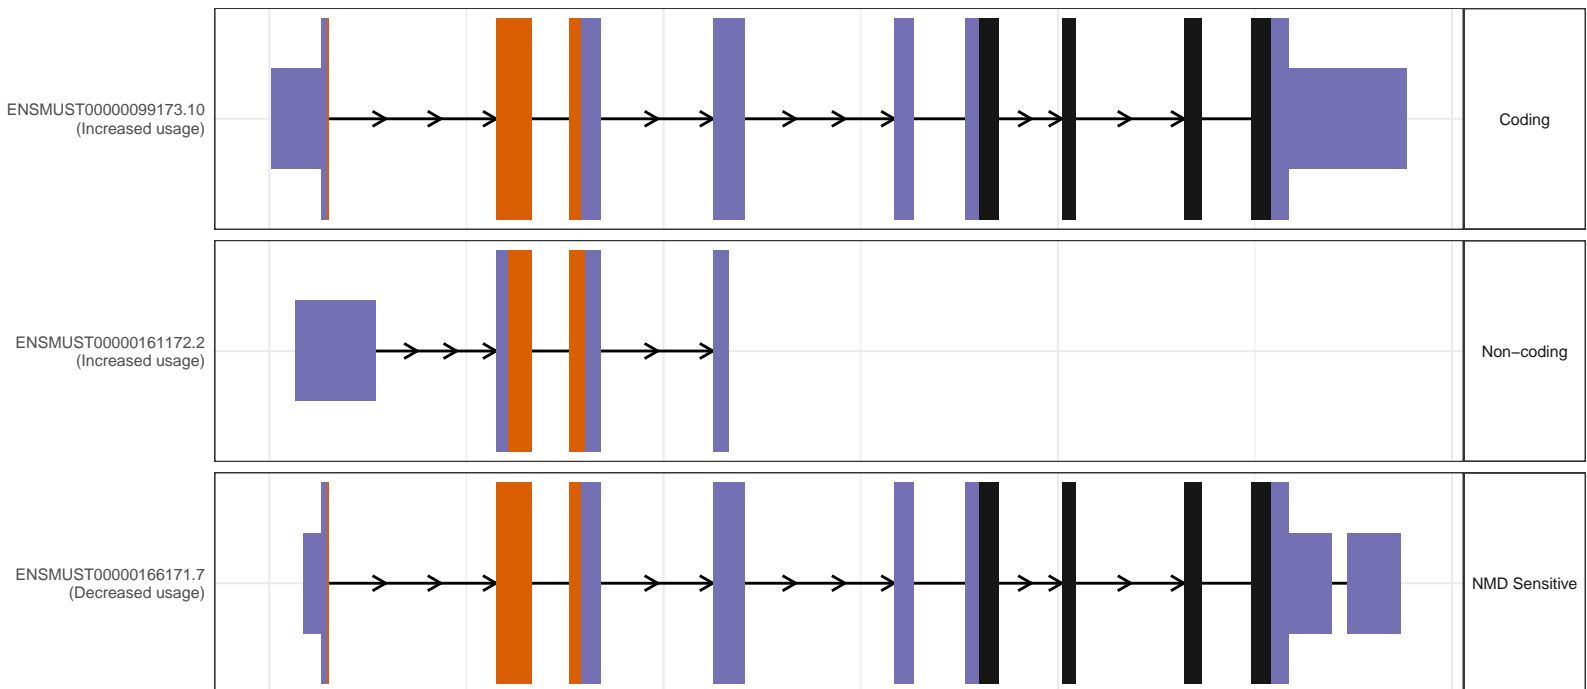 ENSMUST00000099173.10
(Increased usage)
Coding
ENSMUST00000161172.2
(Increased usage)
Non−coding
ENSMUST00000166171.7
(Decreased usage)
NMD Sensitive